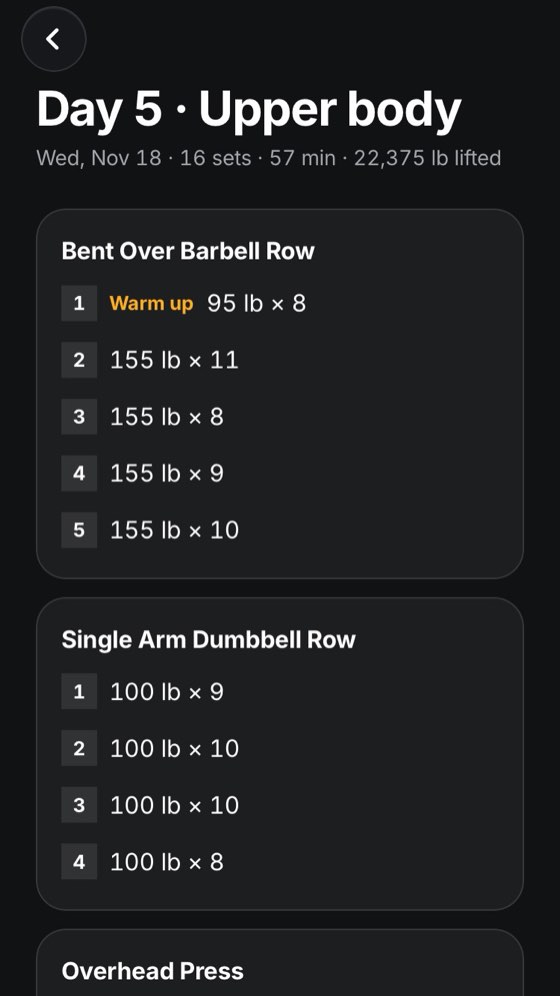 Day 5 · Upper body
Wed, Nov 18 · 16 sets · 57 min · 22,375 lb lifted
Bent Over Barbell Row
1 Warm up 95 lb × 8
2 155 lb × 11
3 155 lb × 8
4 155 lb × 9
5 155 lb × 10
Single Arm Dumbbell Row
1 100 lb × 9
2 100 lb × 10
3 100 lb × 10
4 100 lb × 8
Overhead Press